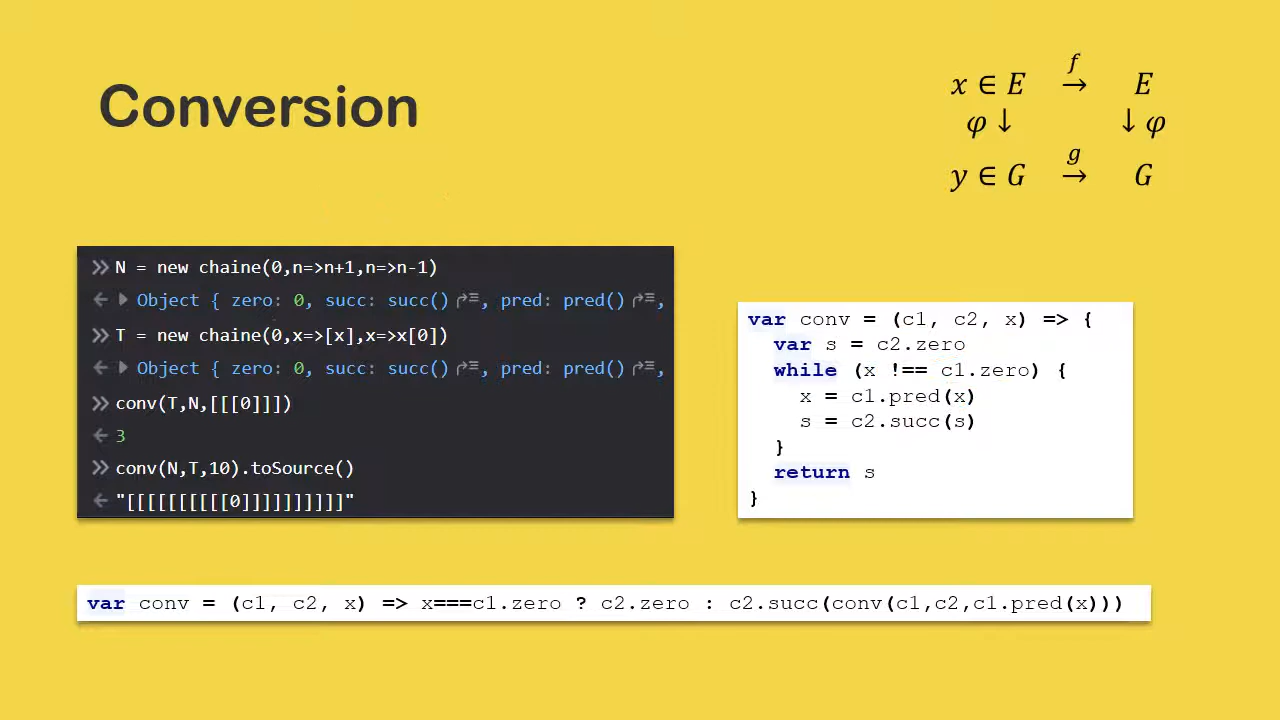 Conversion
f
x ∈ E → E
φ ↓ ↓ φ
g
y ∈ G → G
N = new chaine(0,n=>n+1,n=>n-1)
Object { zero: 0, succ: succ(), pred: pred(),
T = new chaine(0,x=>[x],x=>x[0])
Object { zero: 0, succ: succ(), pred: pred(),
conv(T,N,[[[0]]])
3
conv(N,T,10).toSource()
"[[[[[[[[[[0]]]]]]]]]]"
var conv = (c1, c2, x) => {
var s = c2.zero
while (x !== c1.zero) {
x = c1.pred(x)
s = c2.succ(s)
}
return s
}
var conv = (c1, c2, x) => x===c1.zero ? c2.zero : c2.succ(conv(c1,c2,c1.pred(x)))